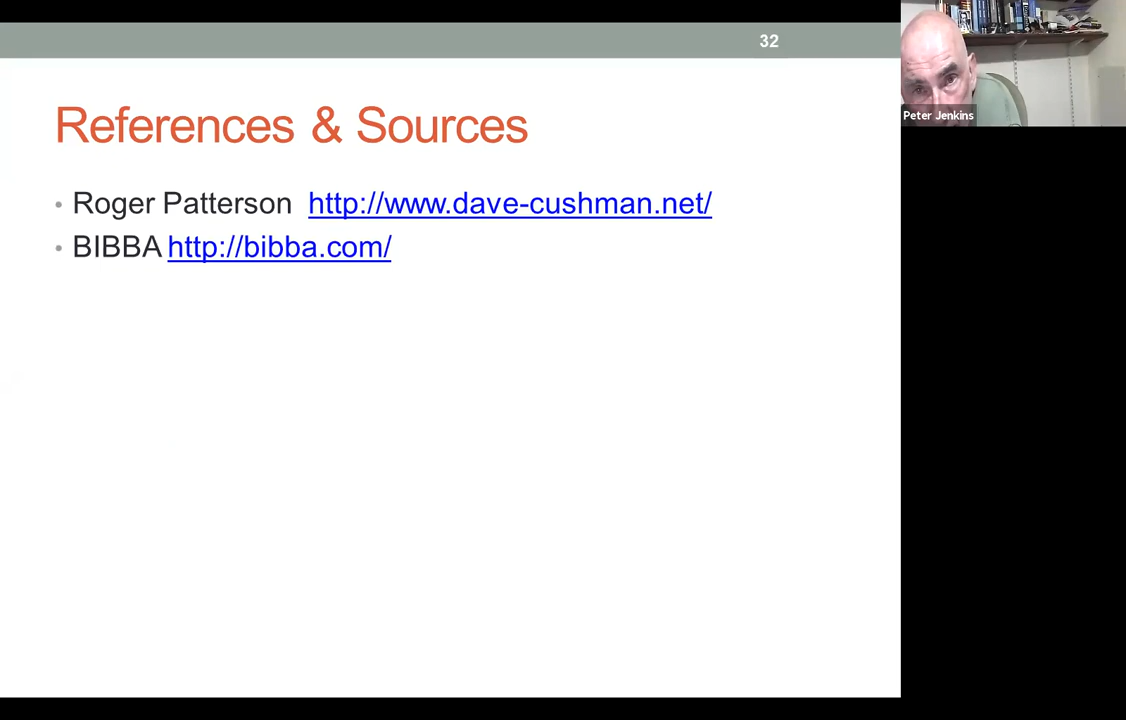 32
References & Sources
• Roger Patterson http://www.dave-cushman.net/
• BIBBA http://bibba.com/
Peter Jenkins